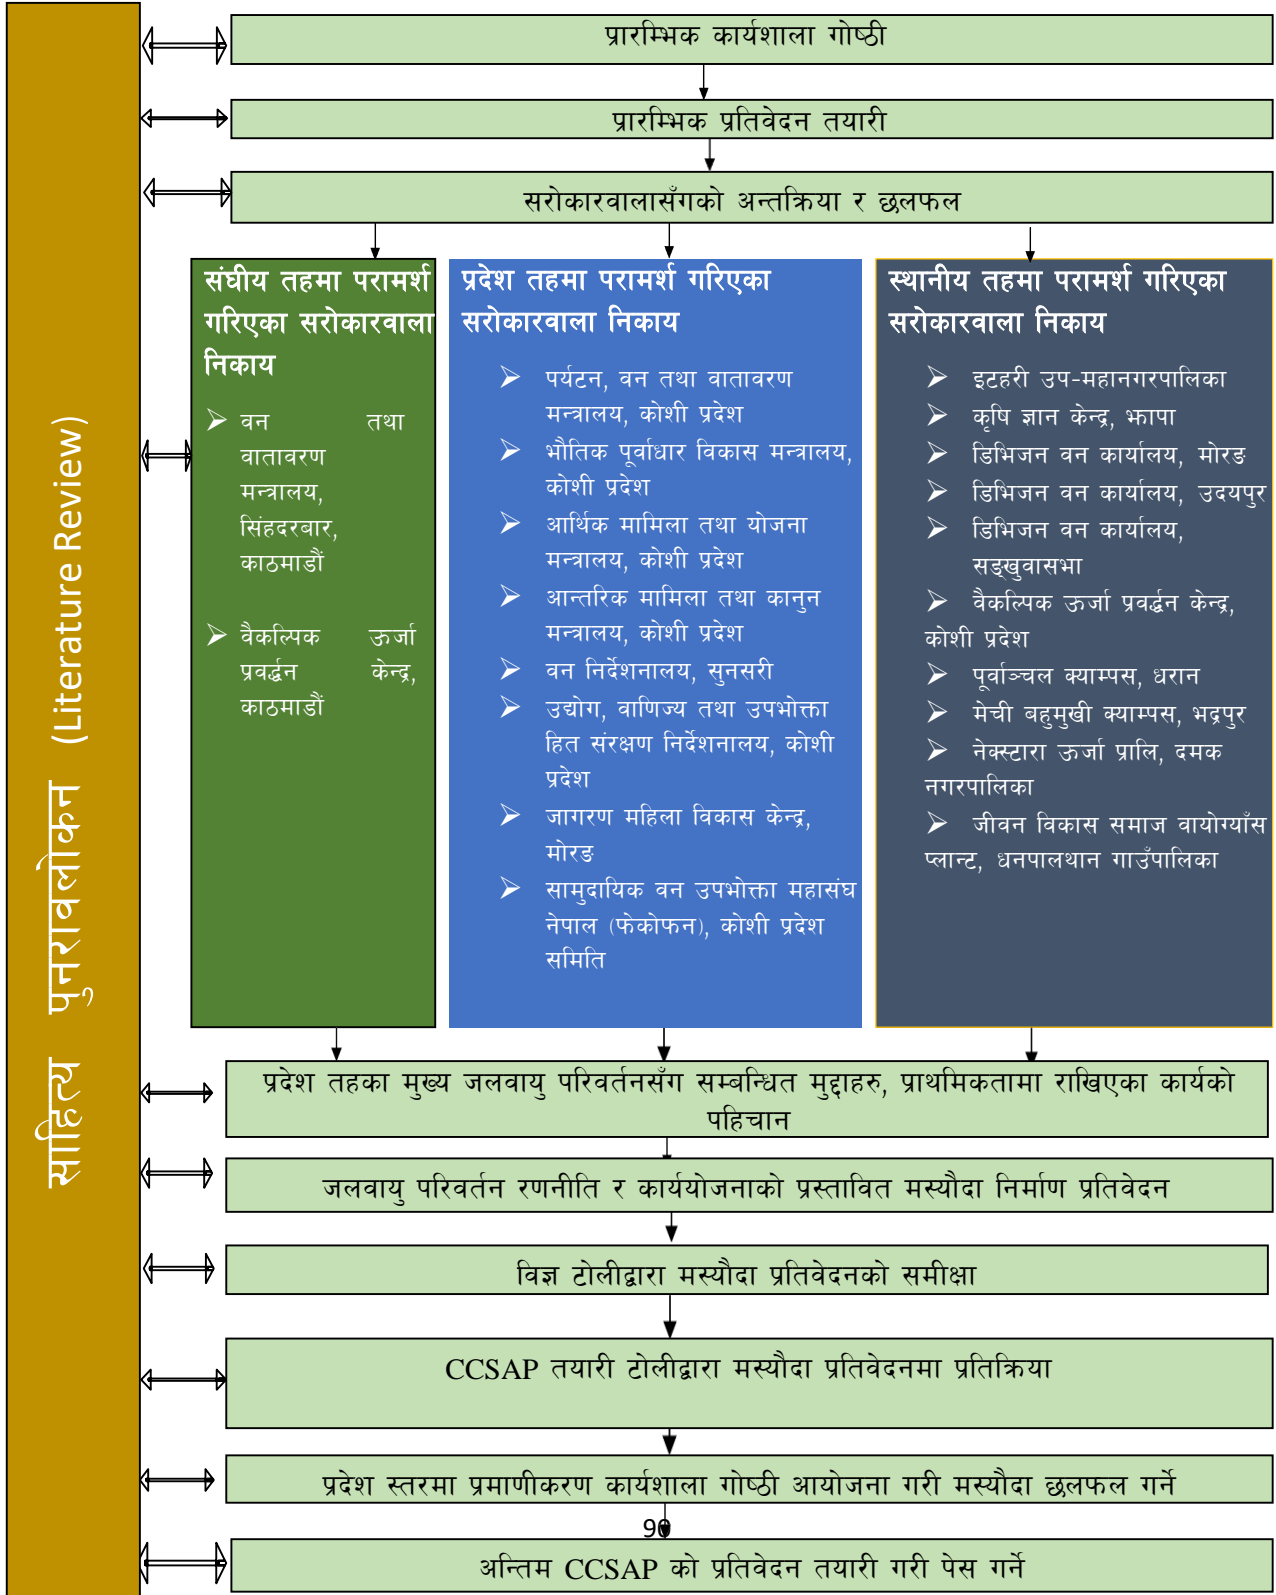 साहित्य पुनरावलोकन (Literature Review)
प्रारम्भिक कार्यशाला गोष्ठी
प्रारम्भिक प्रतिवेदन तयारी
सरोकारवालासँगको अन्तक्रिया र छलफल
संघीय तहमा परामर्श
गरिएका सरोकारवाला
निकाय
➢ वन तथा
वातावरण
मन्त्रालय,
सिंहदरबार,
काठमाडौं
➢ वैकल्पिक ऊर्जा
प्रवर्द्धन केन्द्र,
काठमाडौं
प्रदेश तहमा परामर्श गरिएका
सरोकारवाला निकाय
➢ पर्यटन, वन तथा वातावरण
मन्त्रालय, कोशी प्रदेश
➢ भौतिक पूर्वाधार विकास मन्त्रालय,
कोशी प्रदेश
➢ आर्थिक मामिला तथा योजना
मन्त्रालय, कोशी प्रदेश
➢ आन्तरिक मामिला तथा कानुन
मन्त्रालय, कोशी प्रदेश
➢ वन निर्देशनालय, सुनसरी
➢ उद्योग, वाणिज्य तथा उपभोक्ता
हित संरक्षण निर्देशनालय, कोशी
प्रदेश
➢ जागरण महिला विकास केन्द्र,
मोरङ
➢ सामुदायिक वन उपभोक्ता महासंघ
नेपाल (फेकोफन), कोशी प्रदेश
समिति
स्थानीय तहमा परामर्श गरिएका
सरोकारवाला निकाय
➢ इटहरी उप-महानगरपालिका
➢ कृषि ज्ञान केन्द्र, झापा
➢ डिभिजन वन कार्यालय, मोरङ
➢ डिभिजन वन कार्यालय, उदयपुर
➢ डिभिजन वन कार्यालय,
सङ्खुवासभा
➢ वैकल्पिक ऊर्जा प्रवर्द्धन केन्द्र,
कोशी प्रदेश
➢ पूर्वाञ्चल क्याम्पस, धरान
➢ मेची बहुमुखी क्याम्पस, भद्रपुर
➢ नेक्स्टारा ऊर्जा प्रालि, दमक
नगरपालिका
➢ जीवन विकास समाज वायोग्याँस
प्लान्ट, धनपालथान गाउँपालिका
प्रदेश तहका मुख्य जलवायु परिवर्तनसँग सम्बन्धित मुद्दाहरु, प्राथमिकतामा राखिएका कार्यको
पहिचान
जलवायु परिवर्तन रणनीति र कार्ययोजनाको प्रस्तावित मस्यौदा निर्माण प्रतिवेदन
विज्ञ टोलीद्वारा मस्यौदा प्रतिवेदनको समीक्षा
CCSAP तयारी टोलीद्वारा मस्यौदा प्रतिवेदनमा प्रतिक्रिया
प्रदेश स्तरमा प्रमाणीकरण कार्यशाला गोष्ठी आयोजना गरी मस्यौदा छलफल गर्ने
अन्तिम CCSAP को प्रतिवेदन तयारी गरी पेस गर्ने